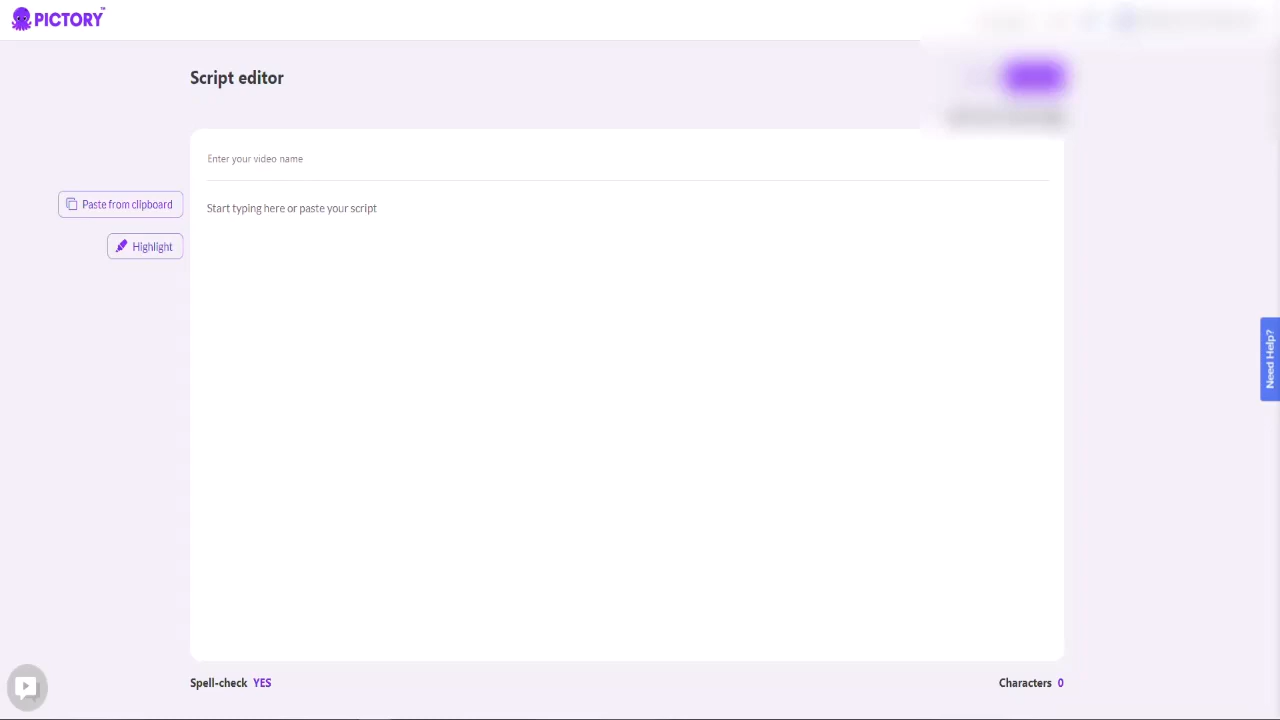 PICTORY™
Script editor
Enter your video name
Paste from clipboard
Start typing here or paste your script
Highlight
Need Help?
Spell-check YES
Characters 0